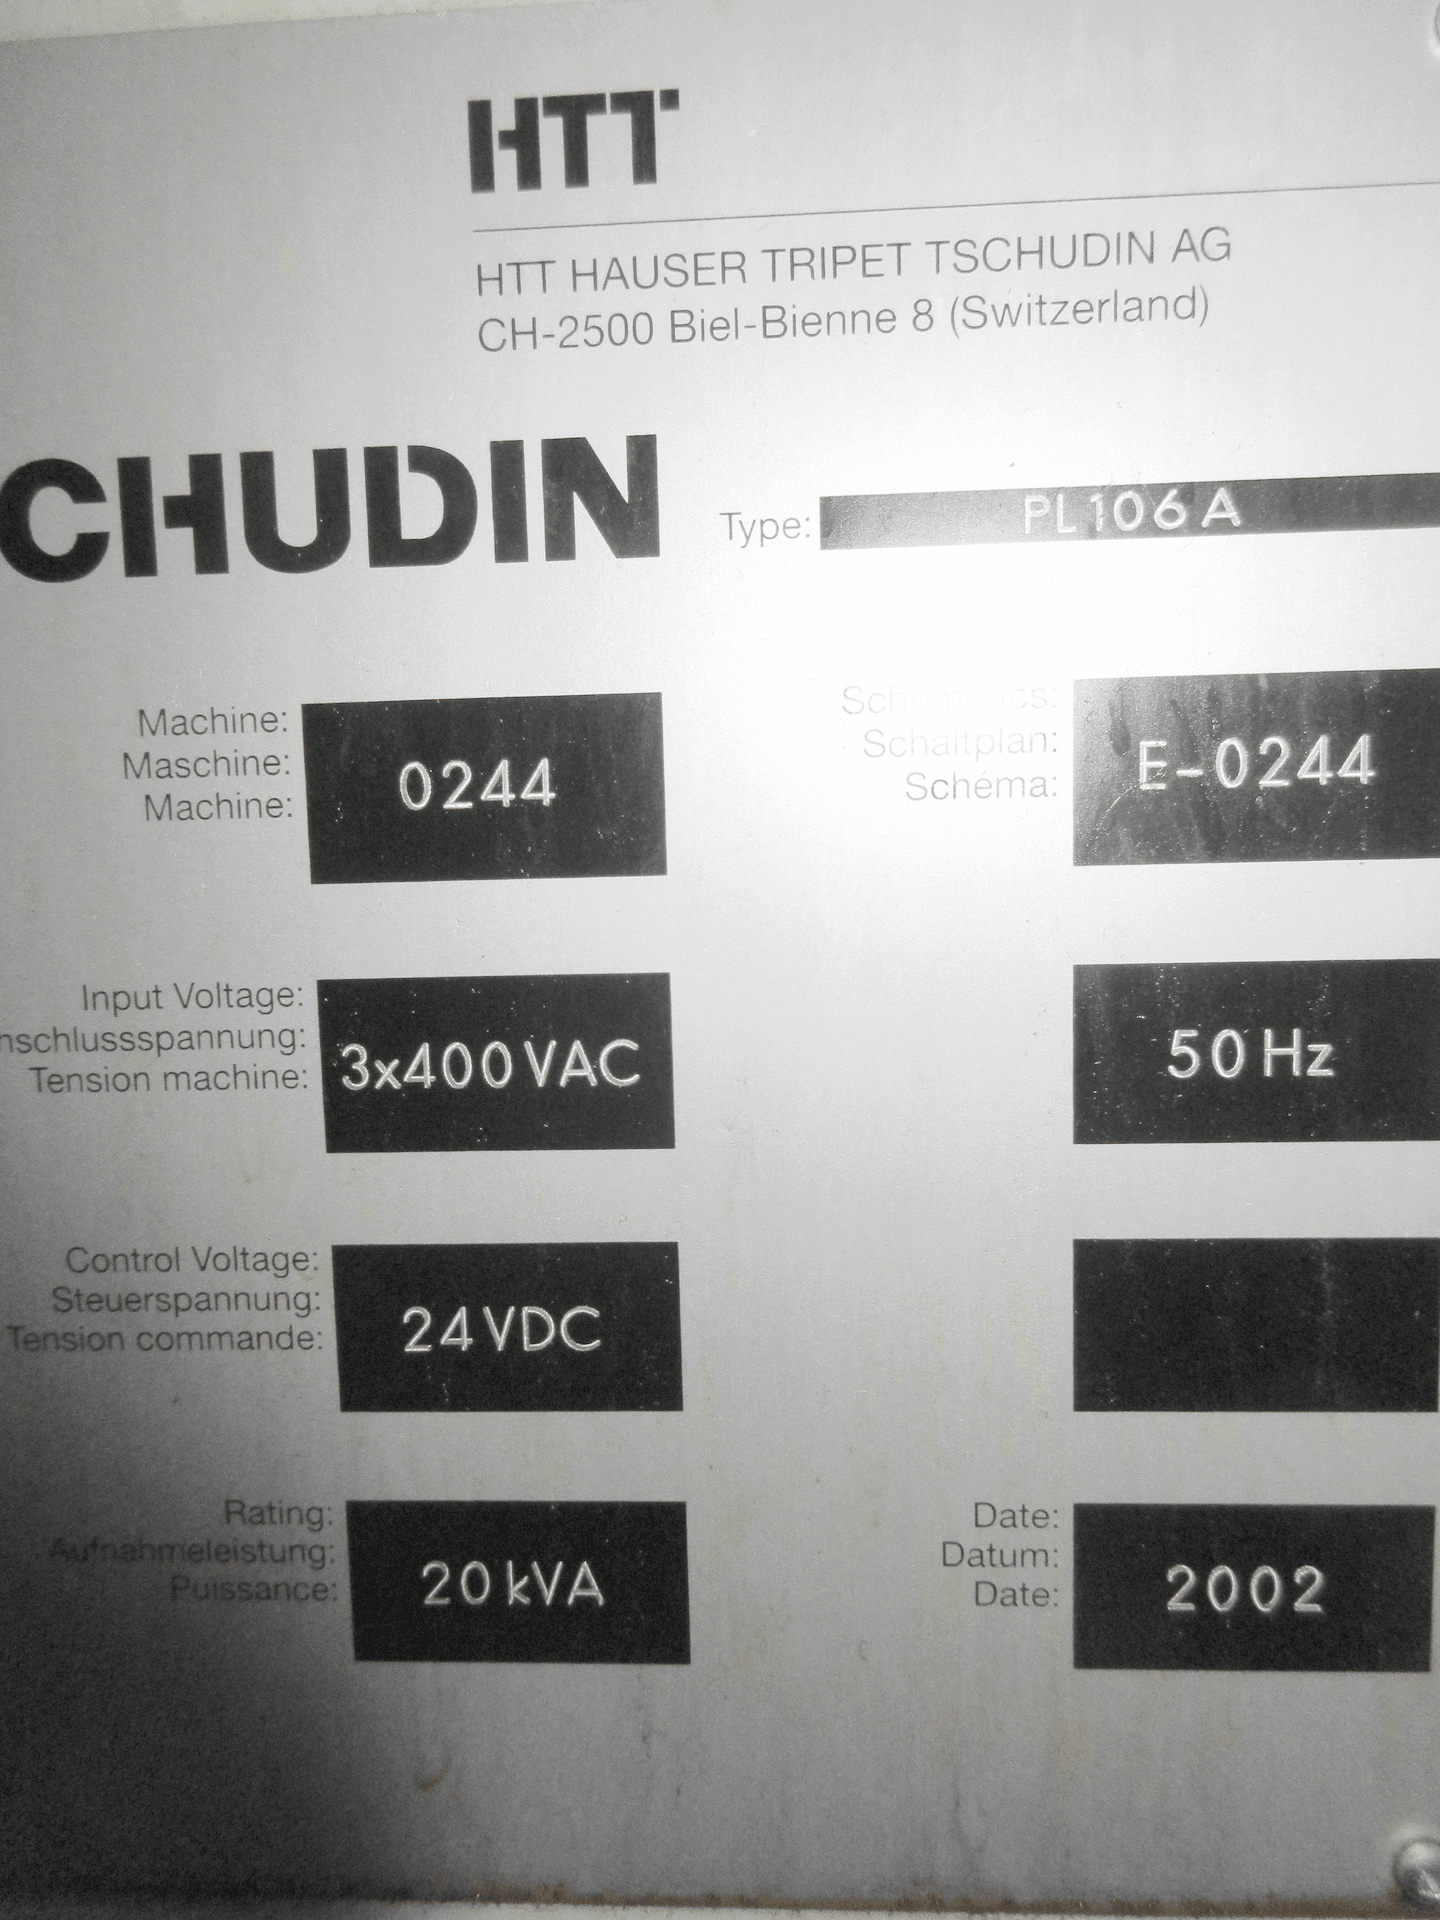 HTT
HTT HAUSER TRIPET TSCHUDIN AG
CH-2500 Biel-Bienne 8 (Switzerland)
CHUDIN
Type: PL106A
Machine:
Maschine:
Machine:
0244
Schematics:
Schaltplan:
Schéma:
E-0244
Input Voltage:
nschlussspannung:
Tension machine:
3x400VAC
50Hz
Control Voltage:
Steuerspannung:
Tension commande:
24VDC
Rating:
Aufnahmeleistung:
Puissance:
20kVA
Date:
Datum:
Date:
2002